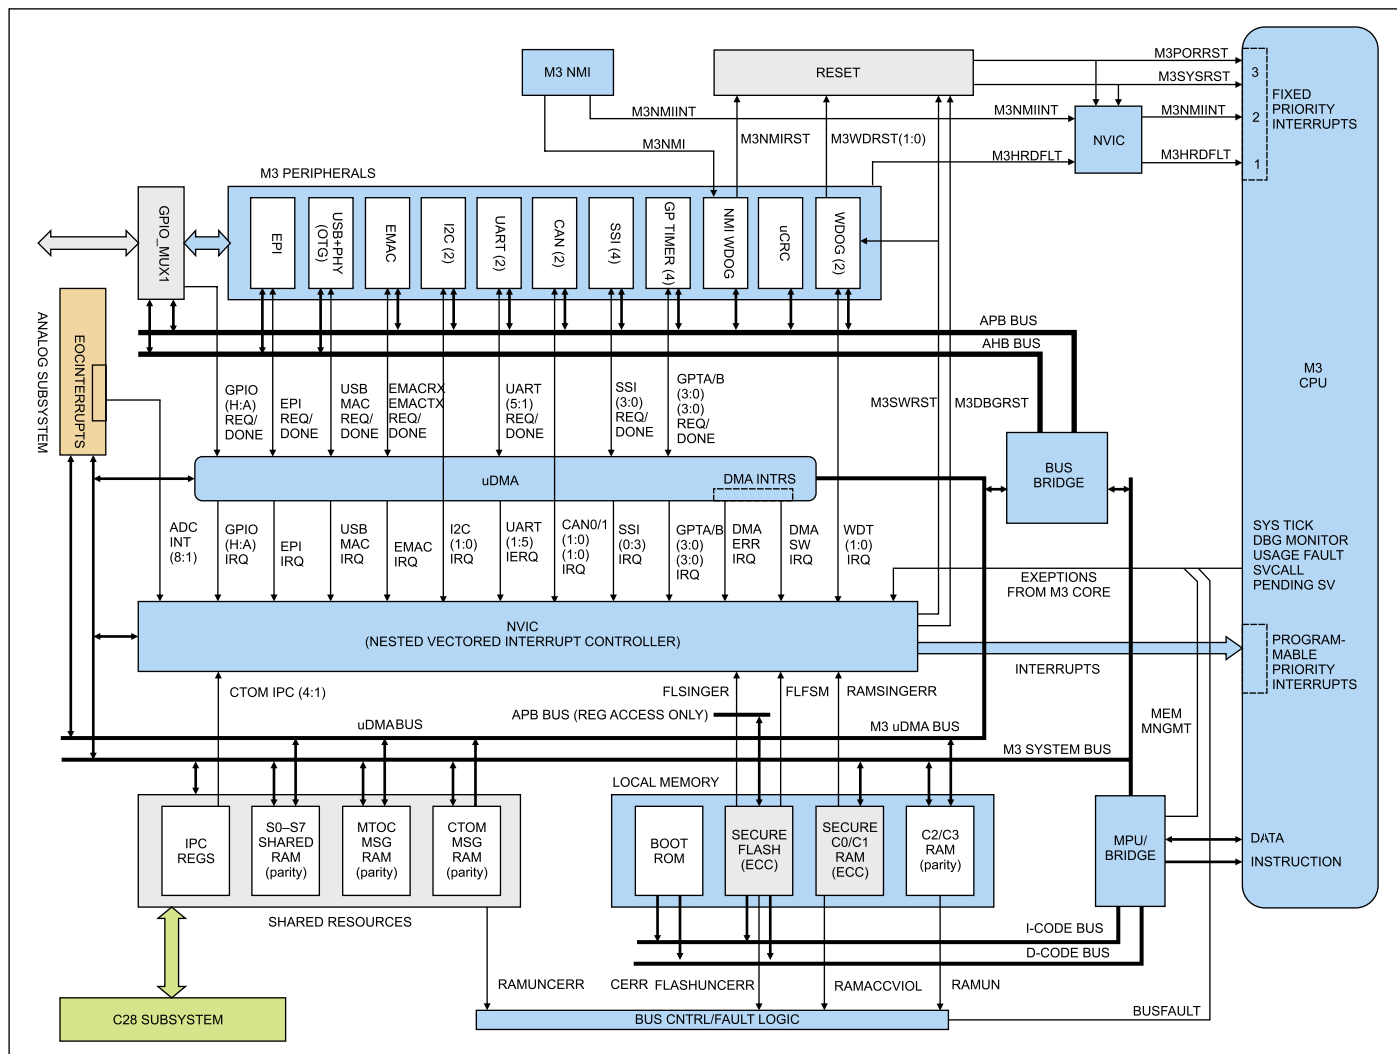 M3 NMI
RESET
M3PORRST
M3SYSRST
3
FIXED
PRIORITY
INTERRUPTS
2
1
M3NMIINT
M3NMIINT
M3NMIINT
NVIC
M3NMI
M3NMIRST
M3WDRST(1:0)
M3HRDFLT
M3HRDFLT
M3 PERIPHERALS
GPIO_MUX1
EPI
USB+PHY
(OTG)
EMAC
I2C (2)
UART (2)
CAN (2)
SSI (4)
GP TIMER (4)
NMI WDOG
uCRC
WDOG (2)
ANALOG SUBSYSTEM
EOCINTERRUPTS
APB BUS
AHB BUS
M3
CPU
GPIO
(H:A)
REQ/
DONE
EPI
REQ/
DONE
USB
MAC
REQ/
DONE
EMACRX
EMACTX
REQ/
DONE
UART
(5:1)
REQ/
DONE
SSI
(3:0)
REQ/
DONE
GPTA/B
(3:0)
(3:0)
REQ/
DONE
M3SWRST
M3DBGRST
BUS
BRIDGE
uDMA
DMA INTRS
ADC
INT
(8:1)
GPIO
(H:A)
IRQ
EPI
IRQ
USB
MAC
IRQ
EMAC
IRQ
I2C
(1:0)
IRQ
UART
(1:5)
IERQ
CAN0/1
(1:0)
(1:0)
IRQ
SSI
(0:3)
IRQ
GPTA/B
(3:0)
(3:0)
IRQ
DMA
ERR
IRQ
DMA
SW
IRQ
WDT
(1:0)
IRQ
SYS TICK
DBG MONITOR
USAGE FAULT
SVCALL
PENDING SV
EXEPTIONS
FROM M3 CORE
NVIC
(NESTED VECTORED INTERRUPT CONTROLLER)
INTERRUPTS
PROGRAM-
MABLE
PRIORITY
INTERRUPTS
CTOM IPC (4:1)
FLSINGER
FLFSM
RAMSINGERR
APB BUS (REG ACCESS ONLY)
uDMA BUS
M3 uDMA BUS
MEM
MNGMT
M3 SYSTEM BUS
LOCAL MEMORY
IPC
REGS
S0–S7
SHARED
RAM
(parity)
MTOC
MSG
RAM
(parity)
CTOM
MSG
RAM
(parity)
BOOT
ROM
SECURE
FLASH
(ECC)
SECURE
C0/C1
RAM
(ECC)
C2/C3
RAM
(parity)
MPU/
BRIDGE
DATA
INSTRUCTION
SHARED RESOURCES
I-CODE BUS
D-CODE BUS
RAMUNCERR
CERR
FLASHUNCERR
RAMACCVIOL
RAMUN
BUSFAULT
C28 SUBSYSTEM
BUS CNTRL/FAULT LOGIC